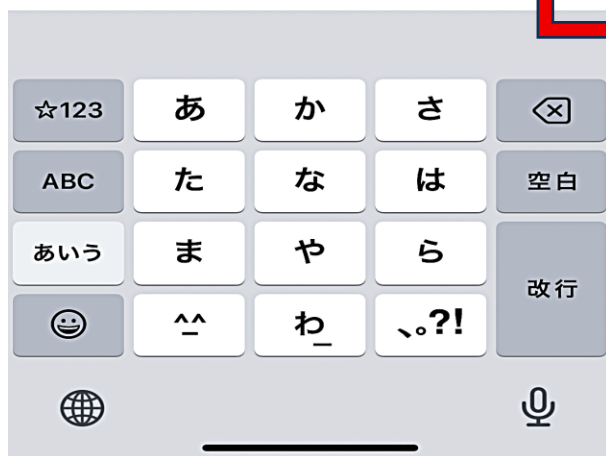 ☆123 あ か さ
ABC た な は 空白
あいう ま や ら 改行
^_^ わ_ 、。?!